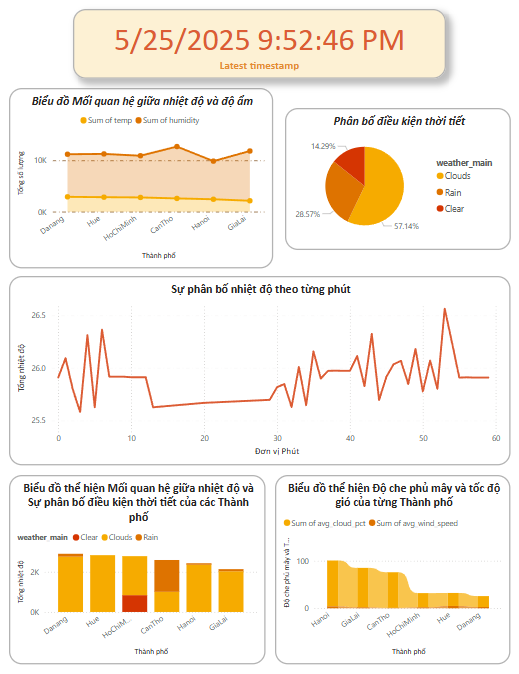 5/25/2025 9:52:46 PM
Latest timestamp
Biểu đồ Mối quan hệ giữa nhiệt độ và độ ẩm
Sum of temp Sum of humidity
Tổng số lượng
10K
0K
Danang
Hue
HoChiMinh
CanTho
Hanoi
GiaLai
Thành phố
Phân bố điều kiện thời tiết
14.29%
28.57%
57.14%
weather_main
Clouds
Rain
Clear
Sự phân bố nhiệt độ theo từng phút
Tổng nhiệt độ
26.5
26.0
25.5
0 10 20 30 40 50 60
Đơn vị Phút
Biểu đồ thể hiện Mối quan hệ giữa nhiệt độ và
Sự phân bố điều kiện thời tiết của các Thành
phố
weather_main Clear Clouds Rain
Tổng nhiệt độ
2K
0K
Danang
Hue
HoChiM...
CanTho
Hanoi
GiaLai
Thành phố
Biểu đồ thể hiện Độ che phủ mây và tốc độ
gió của từng Thành phố
Sum of avg_cloud_pct Sum of avg_wind_speed
Độ che phủ mây và T...
100
0
Hanoi
GiaLai
CanTho
HoChiMinh
Hue
Danang
Thành phố